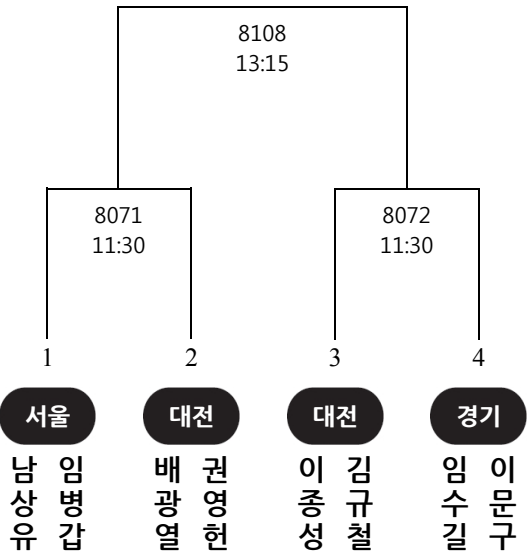 8108
13:15
8071
11:30
8072
11:30
1
2
3
4
서울
대전
대전
경기
남상유
임병갑
배광열
권영헌
이종성
김규철
임수길
이문구